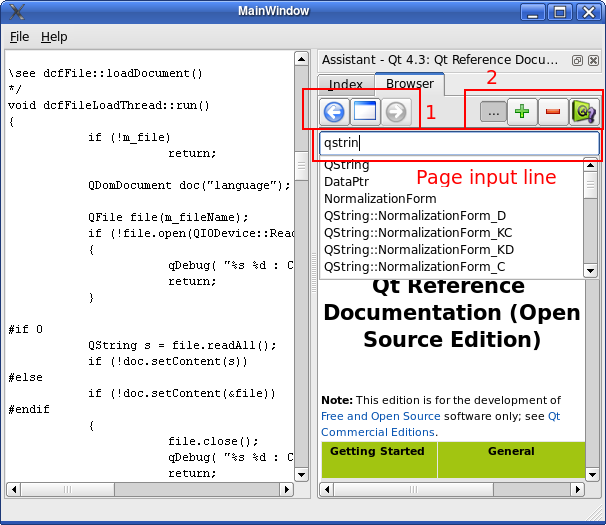 MainWindow
File Help
\see dcfFile::loadDocument()
*/
void dcfFileLoadThread::run()
{
if (!m_file)
return;
QDomDocument doc("language");
QFile file(m_fileName);
if (!file.open(QIODevice::Rea
{
qDebug( "%s %d : C
return;
}
#if 0
QString s = file.readAll();
if (!doc.setContent(s))
#else
if (!doc.setContent(&file))
#endif
{
file.close();
qDebug( "%s %d : C
return;
Assistant - Qt 4.3: Qt Reference Docu...
2
Index Browser
1
...
qstrin
Page input line
QString
DataPtr
NormalizationForm
QString::NormalizationForm_D
QString::NormalizationForm_KC
QString::NormalizationForm_KD
QString::NormalizationForm_C
Qt Reference
Documentation (Open
Source Edition)
Note: This edition is for the development of
Free and Open Source software only; see Qt
Commercial Editions.
Getting Started General